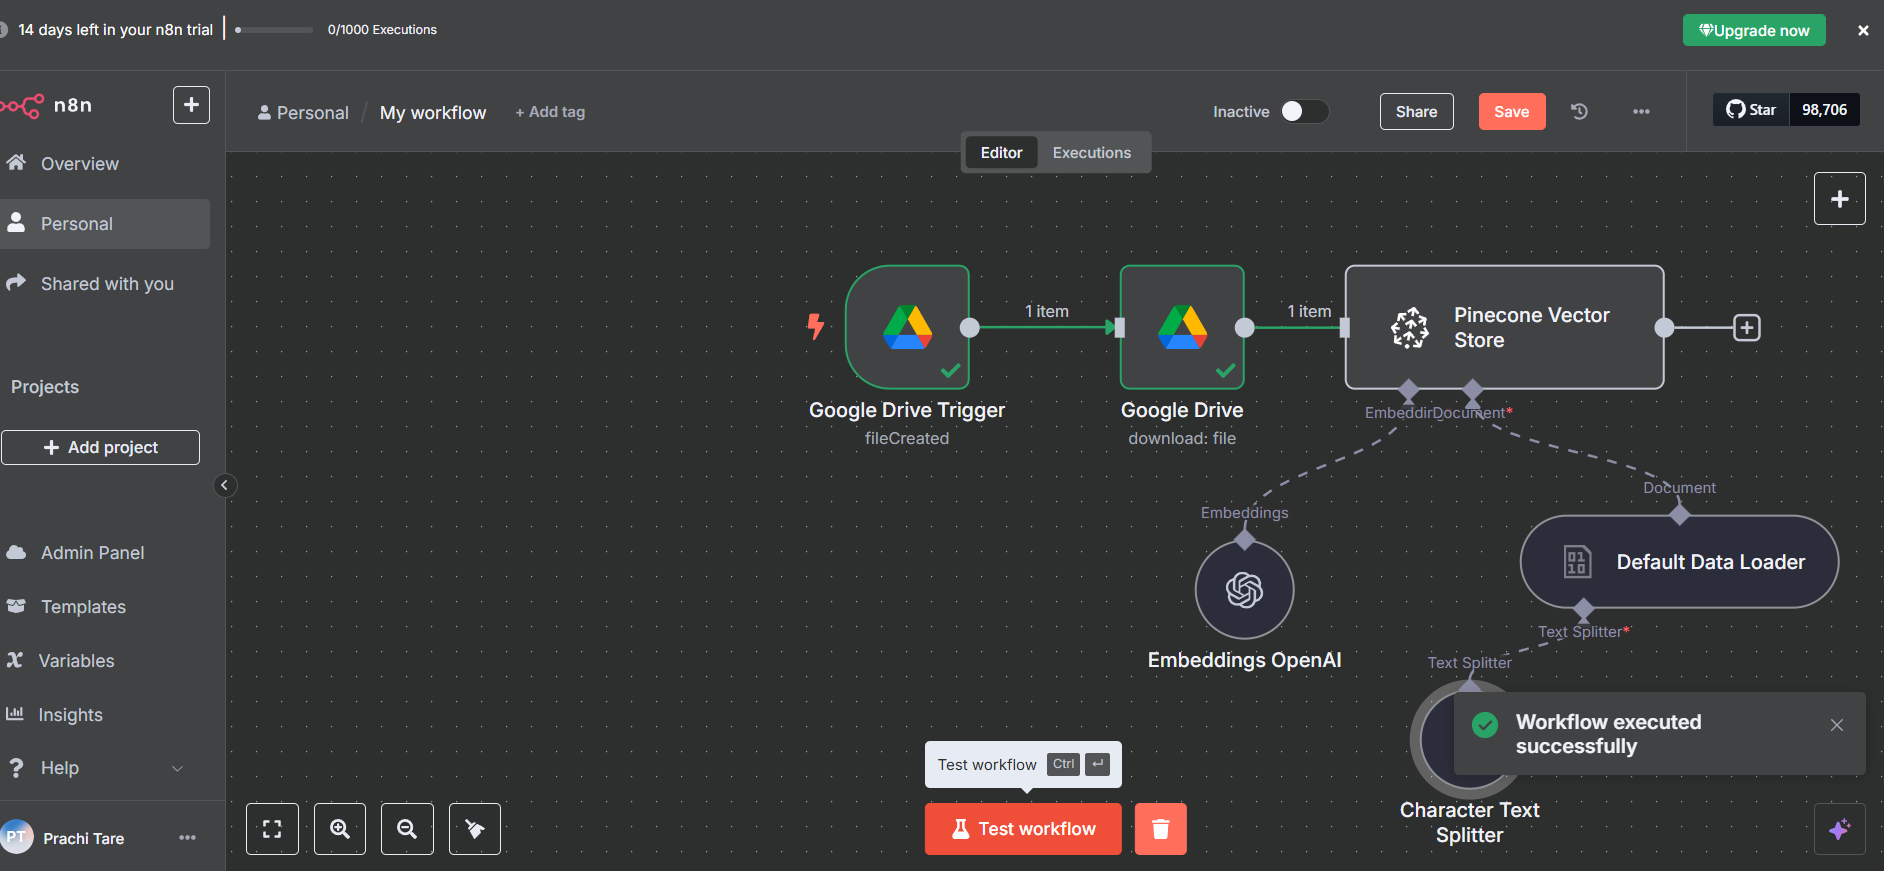 14 days left in your n8n trial
0/1000 Executions
Upgrade now
n8n
Personal / My workflow
+ Add tag
Inactive
Share
Save
Star
98,706
Editor
Executions
Overview
Personal
Shared with you
Projects
Add project
Admin Panel
Templates
Variables
Insights
Help
PT
Prachi Tare
1 item
1 item
Pinecone Vector
Store
Google Drive Trigger
fileCreated
Google Drive
download: file
EmbeddirDocument*
Embeddings
Document
Embeddings OpenAI
0 1
1 0
Default Data Loader
Text Splitter*
Text Splitter
Character Text
Splitter
Workflow executed
successfully
Test workflow Ctrl
Test workflow